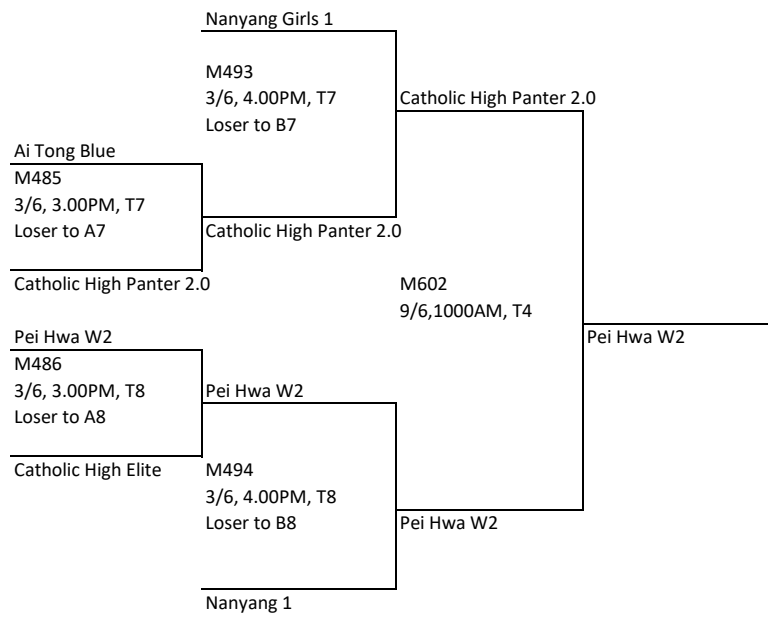 Nanyang Girls 1
M493
3/6, 4.00PM, T7
Loser to B7
Catholic High Panter 2.0
Ai Tong Blue
M485
3/6, 3.00PM, T7
Loser to A7
Catholic High Panter 2.0
Catholic High Panter 2.0
M602
9/6,1000AM, T4
Pei Hwa W2
Pei Hwa W2
M486
3/6, 3.00PM, T8
Loser to A8
Pei Hwa W2
Catholic High Elite
M494
3/6, 4.00PM, T8
Loser to B8
Pei Hwa W2
Nanyang 1